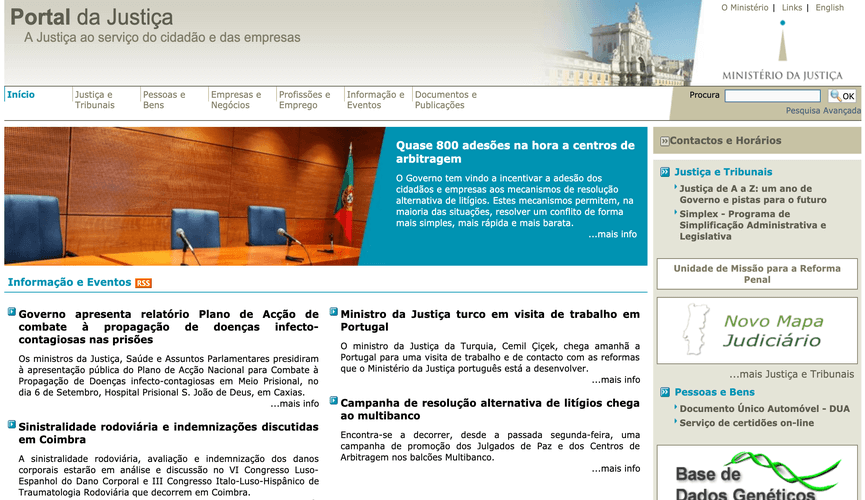 Portal da Justiça
A Justiça ao serviço do cidadão e das empresas
O Ministério | Links | English
MINISTÉRIO DA JUSTIÇA
Início
Justiça e
Tribunais
Pessoas e
Bens
Empresas e
Negócios
Profissões e
Emprego
Informação e
Eventos
Documentos e
Publicações
Procura
OK
Pesquisa Avançada
Quase 800 adesões na hora a centros de
arbitragem
O Governo tem vindo a incentivar a adesão dos
cidadãos e empresas aos mecanismos de resolução
alternativa de litígios. Estes mecanismos permitem, na
maioria das situações, resolver um conflito de forma
mais simples, mais rápida e mais barata.
...mais info
Informação e Eventos RSS
Governo apresenta relatório Plano de Acção de
combate à propagação de doenças infecto-
contagiosas nas prisões
Os ministros da Justiça, Saúde e Assuntos Parlamentares presidiram
à apresentação pública do Plano de Acção Nacional para Combate à
Propagação de Doenças infecto-contagiosas em Meio Prisional, no
dia 6 de Setembro, Hospital Prisional S. João de Deus, em Caxias.
...mais info
Sinistralidade rodoviária e indemnizações discutidas
em Coimbra
A sinistralidade rodoviária, avaliação e indemnização dos danos
corporais estarão em análise e discussão no VI Congresso Luso-
Espanhol do Dano Corporal e III Congresso Italo-Luso-Hispânico de
Traumatologia Rodoviária que decorrem em Coimbra.
Ministro da Justiça turco em visita de trabalho em
Portugal
O ministro da Justiça da Turquia, Cemil Çiçek, chega amanhã a
Portugal para uma visita de trabalho e de contacto com as reformas
que o Ministério da Justiça português está a desenvolver.
...mais info
Campanha de resolução alternativa de litígios chega
ao multibanco
Encontra-se a decorrer, desde a passada segunda-feira, uma
campanha de promoção dos Julgados de Paz e dos Centros de
Arbitragem nos balcões Multibanco.
...mais info
Contactos e Horários
Justiça e Tribunais
Justiça de A a Z: um ano de
Governo e pistas para o futuro
Simplex - Programa de
Simplificação Administrativa e
Legislativa
Unidade de Missão para a Reforma
Penal
Novo Mapa
Judiciário
...mais Justiça e Tribunais
Pessoas e Bens
Documento Único Automóvel - DUA
Serviço de certidões on-line
Base de
Dados Genéticos